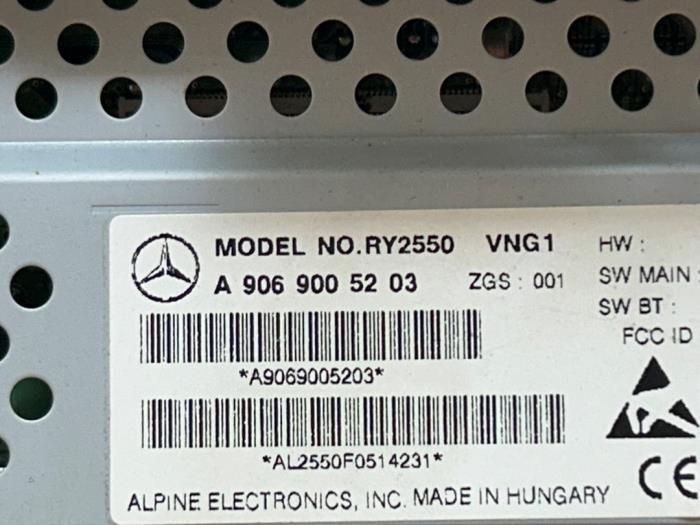 MODEL NO.RY2550 VNG1 HW :
A 906 900 52 03 ZGS : 001 SW MAIN :
SW BT :
FCC ID
*A9069005203*
*AL2550F0514231*
CE
ALPINE ELECTRONICS, INC. MADE IN HUNGARY